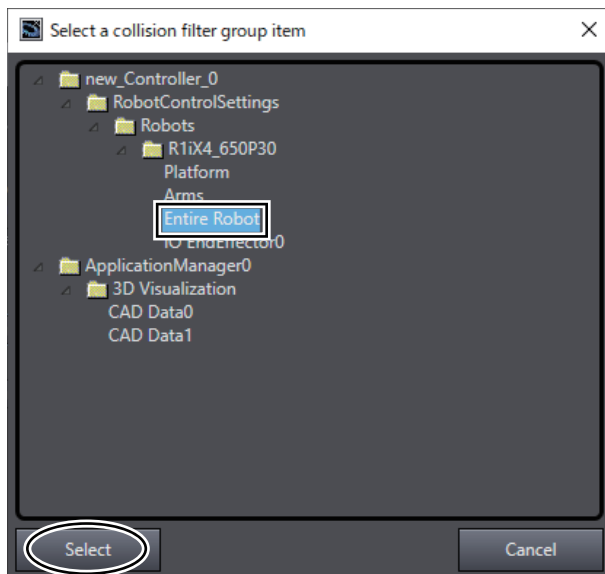 Select a collision filter group item
new_Controller_0
RobotControlSettings
Robots
R1iX4_650P30
Platform
Arms
Entire Robot
IO EndEffector0
ApplicationManager0
3D Visualization
CAD Data0
CAD Data1
Select
Cancel